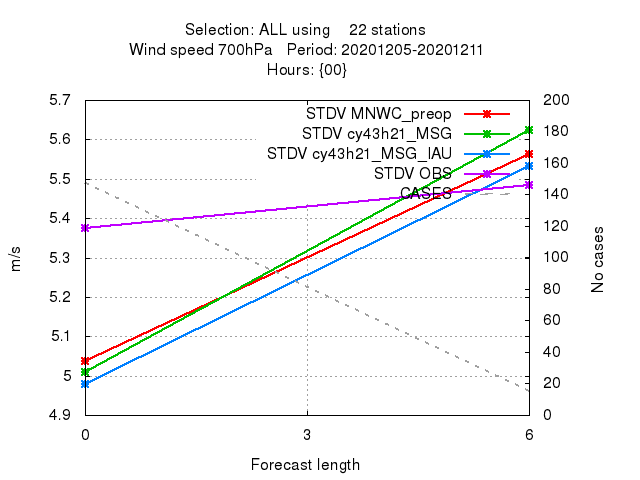 Selection: ALL using 22 stations
Wind speed 700hPa Period: 20201205-20201211
Hours: {00}
5.7
5.6
5.5
5.4
5.3
5.2
5.1
5
4.9
m/s
STDV MNWC_preop
STDV cy43h21_MSG
STDV cy43h21_MSG_IAU
STDV OBS
CASES
200
180
160
140
120
100
80
60
40
20
0
No cases
0 3 6
Forecast length